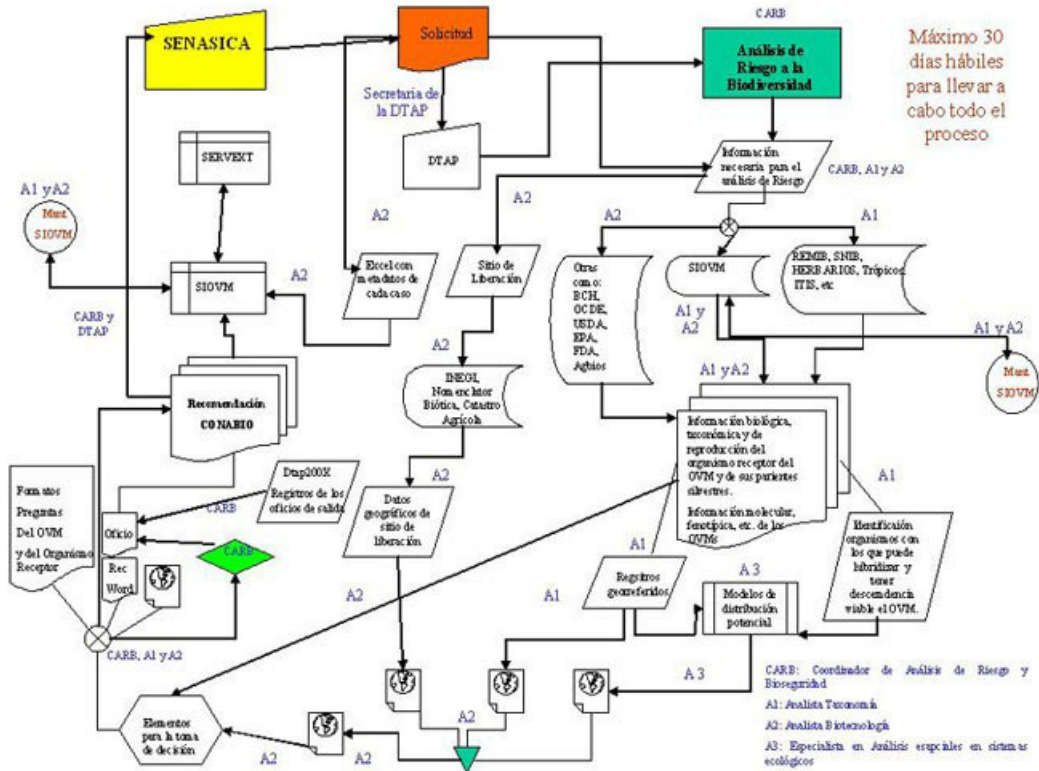 CARB
SENASICA
Solicitud
Análisis de
Riesgo a la
Biodiversidad
Máximo 30
días hábiles
para llevar a
cabo todo el
proceso
Secretaria de
la DTAP
DTAP
SERVEXT
Información
necesaria para el
análisis de Riesgo
CARB, A1 y A2
A1 y A2
Mant.
SIOVM
A2
A2
A2
A1
SIOVM
A2
Excel con
metadatos de
cada caso
Sitio de
Liberación
Otras
como:
BCH,
OCDE,
USDA,
EPA,
FDA,
Agbios
SIOVM
REMIB, SNIB,
HERBARIOS, Trópicos,
ITIS, etc
CARB y
DTAP
A1 y
A2
A1 y A2
Mant.
SIOVM
A2
A1 y A2
INEGI,
Nomenclator
Biótica, Catastro
Agrícola
Recomendación
CONABIO
Información biológica,
taxonómica y de
reproducción del
organismo receptor del
OVM y de sus parientes
silvestres.
Información molecular,
fenotípica, etc. de los
OVMs
A1
A2
Formatos
Preguntas
Del OVM
y del Organismo
Receptor
Dtap200X
Registros de los
oficios de salida
CARB
Oficio
CARB
Rec
Word
Datos
geográficos de
sitio de
liberación
Identificaión
organismos con
los que puede
hibridizar y
tener
descendencia
viable el OVM.
A1
A2
A1
Regsitros
georeferidos
A3
Modelos de
distribución
potencial
CARB, A1 y A2
A3
A2
Elementos
para la toma
de decisión
A2
A2
CARB: Coordinador de Análisis de Riesgo y
Bioseguridad
A1: Analista Taxonomía
A2: Analista Biotecnología
A3: Especialista en Análisis espaciales en sistemas
ecológicos